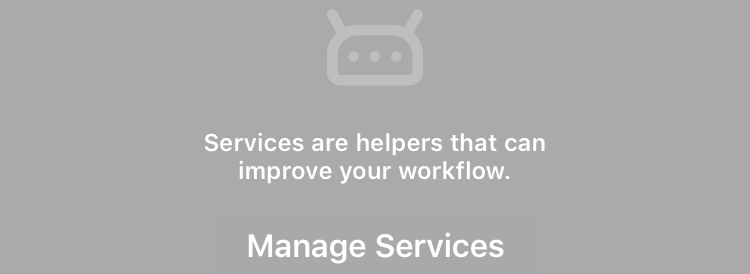 Services are helpers that can
improve your workflow.
Manage Services